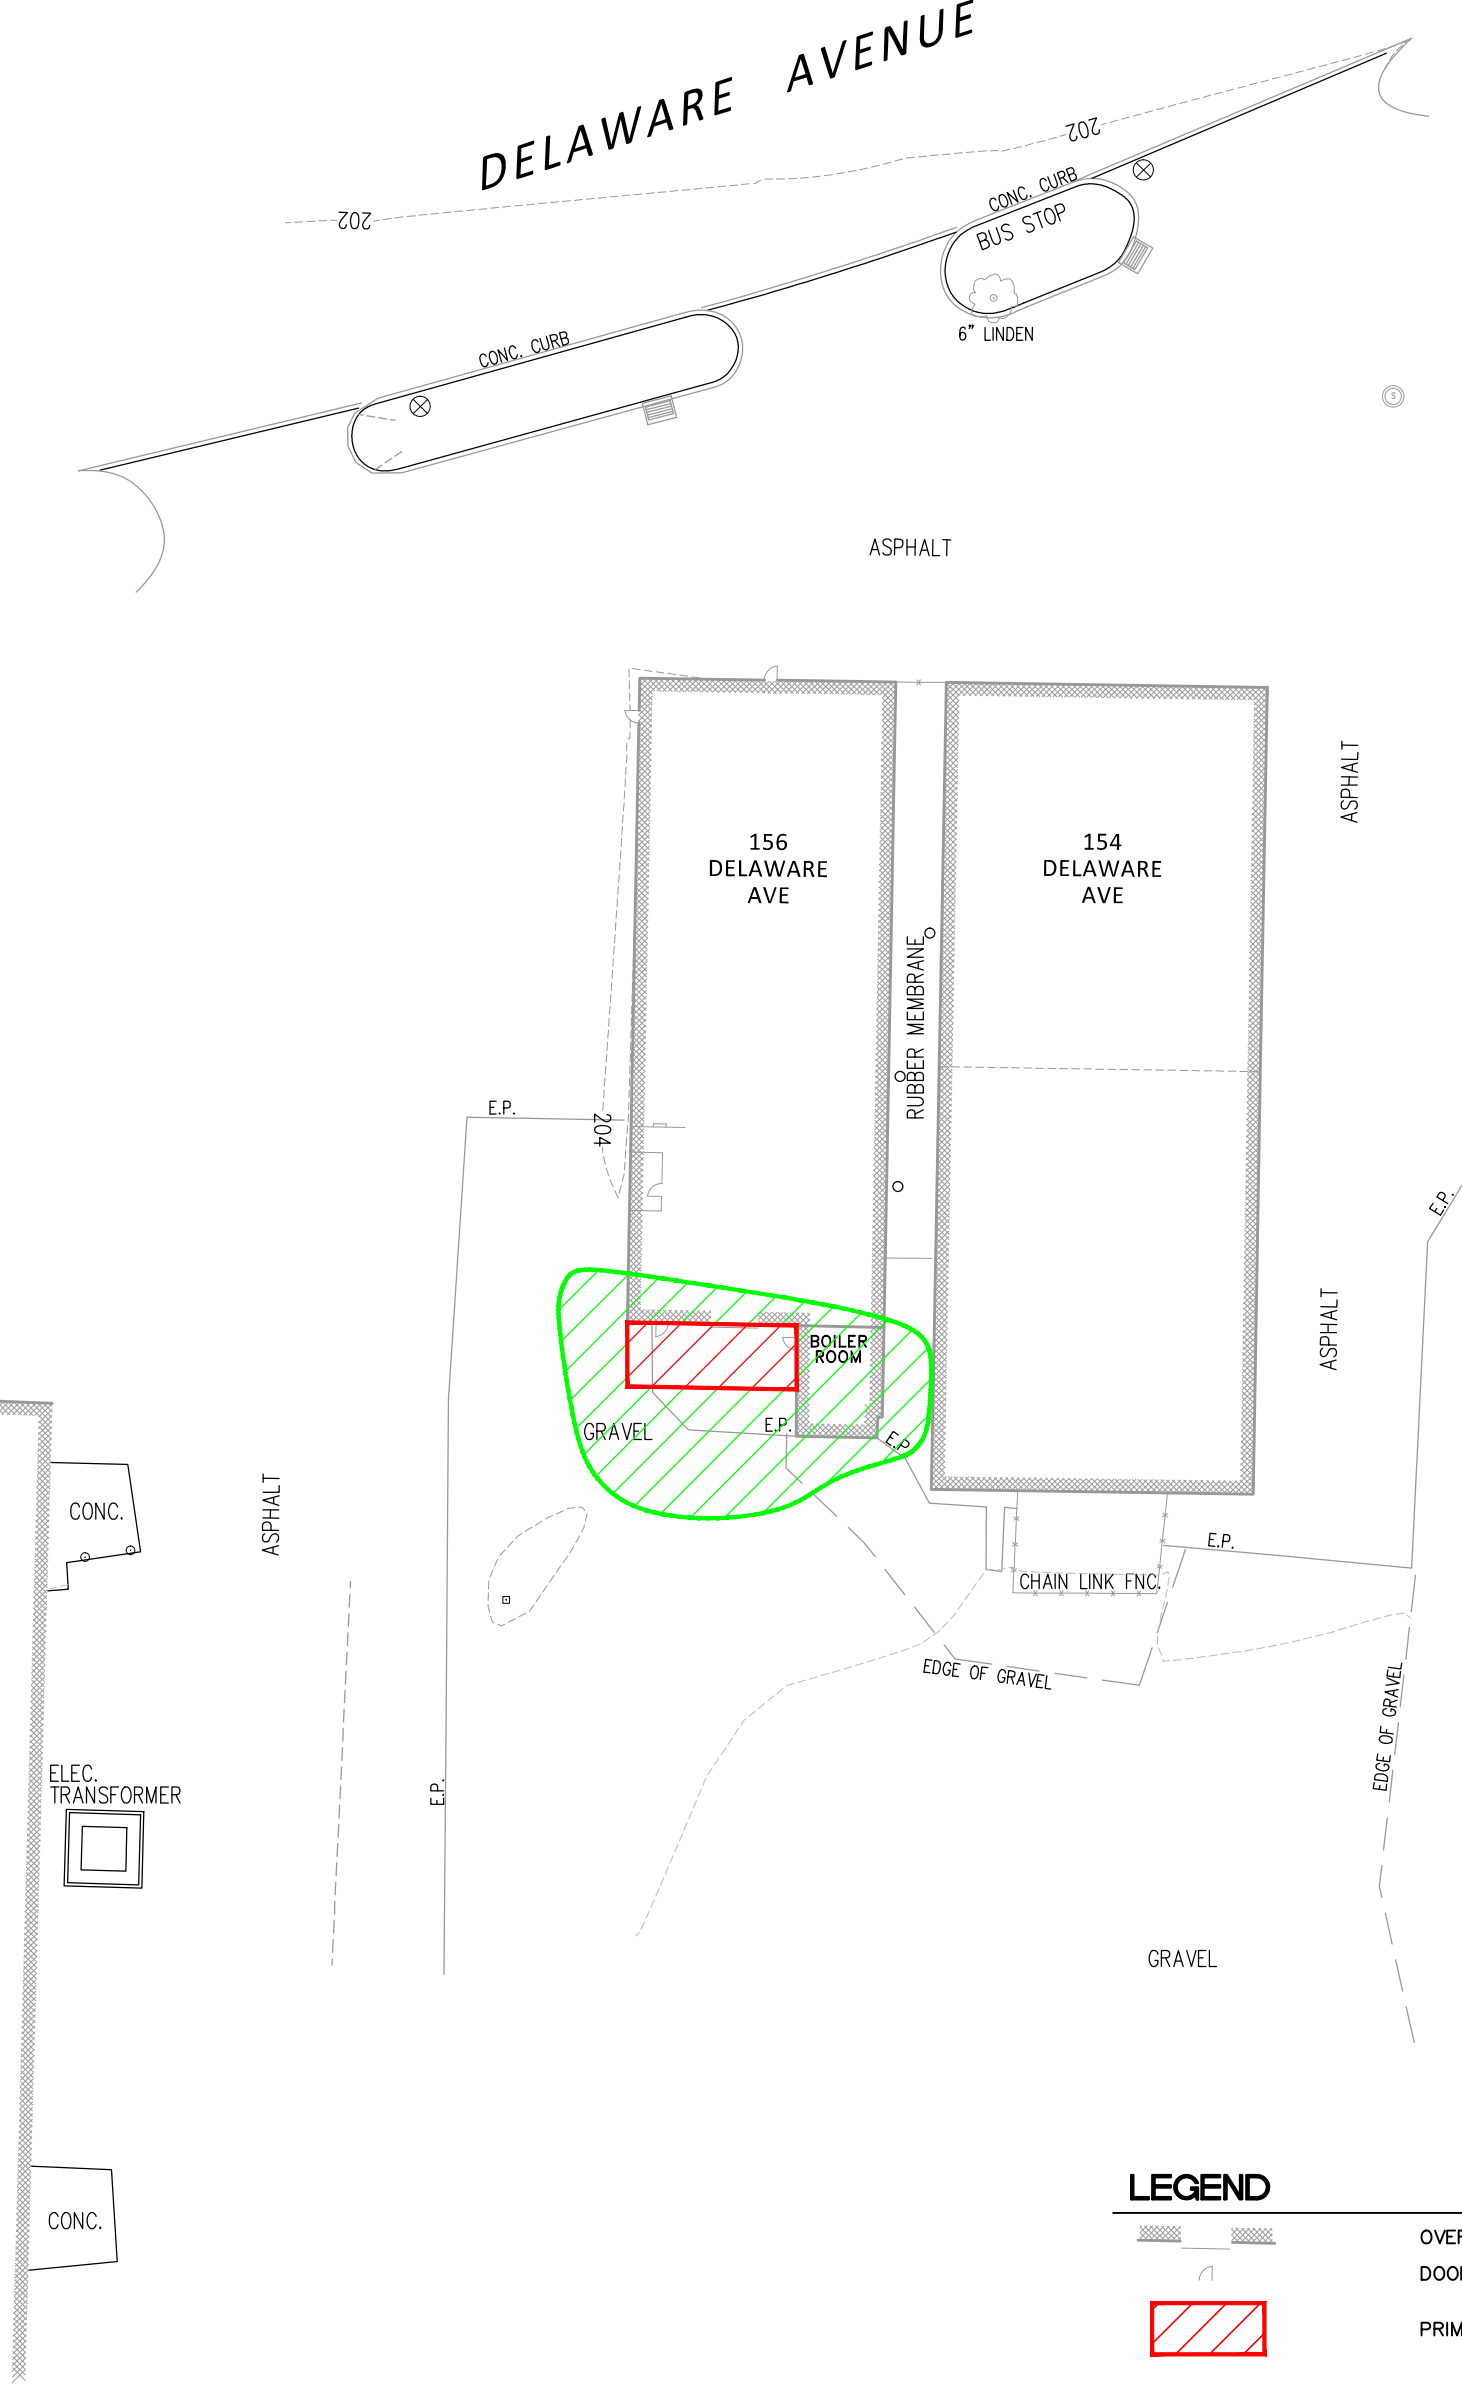 DELAWARE AVENUE
202
202
CONC. CURB
BUS STOP
6" LINDEN
CONC. CURB
S
ASPHALT
156
DELAWARE
AVE
154
DELAWARE
AVE
ASPHALT
RUBBER MEMBRANE
E.P.
204
E.P.
BOILER
ROOM
ASPHALT
GRAVEL
E.P.
E.P.
CONC.
ASPHALT
E.P.
CHAIN LINK FNC.
EDGE OF GRAVEL
EDGE OF GRAVEL
ELEC.
TRANSFORMER
E.P.
GRAVEL
CONC.
LEGEND